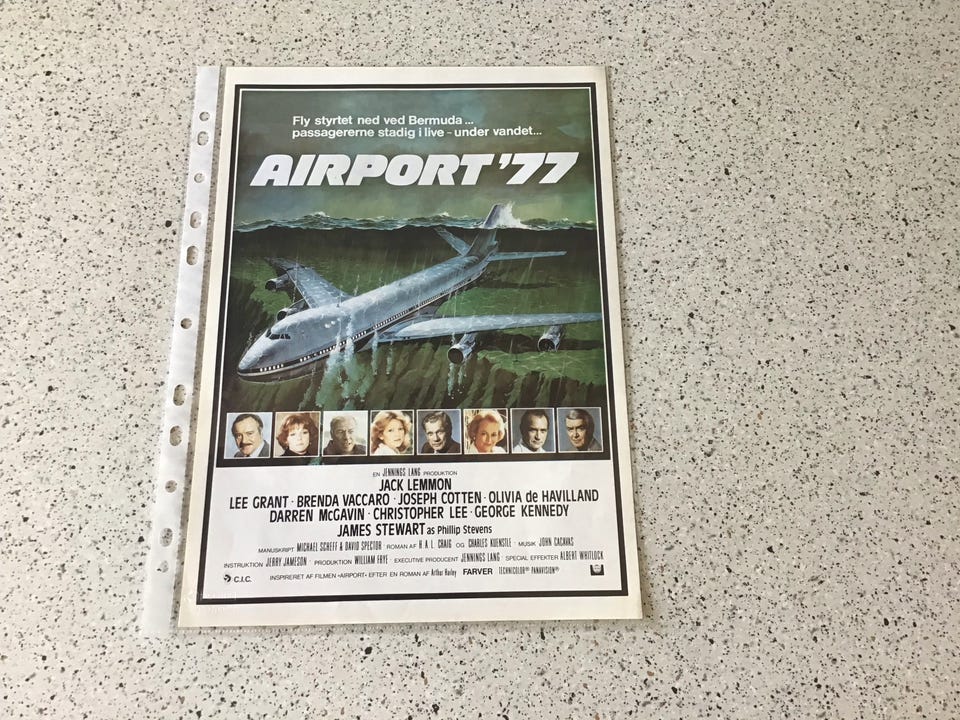 Fly styrtet ned ved Bermuda...
passagererne stadig i live - under vandet...
AIRPORT '77
EN JENNINGS LANG PRODUKTION
JACK LEMMON
LEE GRANT · BRENDA VACCARO · JOSEPH COTTEN · OLIVIA de HAVILLAND
DARREN McGAVIN · CHRISTOPHER LEE · GEORGE KENNEDY
JAMES STEWART as Phillip Stevens
MANUSKRIPT MICHAEL SCHEFF & DAVID SPECTOR · ROMAN AF H A L CRAIG OG CHARLES KUENSTLE · MUSIK JOHN CACAVAS
INSTRUKTION JERRY JAMESON · PRODUKTION WILLIAM FRYE · EXECUTIVE PRODUCENT JENNINGS LANG · SPECIAL EFFEKTER ALBERT WHITLOCK
C.I.C. INSPIRERET AF FILMEN »AIRPORT« EFTER EN ROMAN AF Arthur Hailey FARVER TECHNICOLOR® PANAVISION®